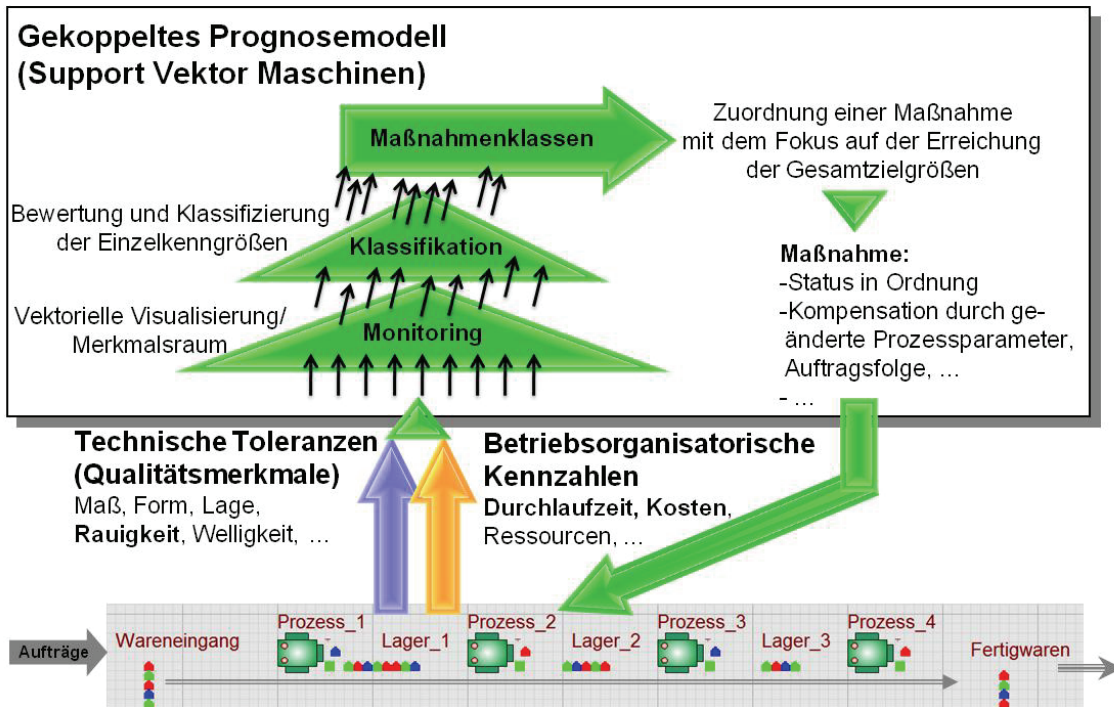 Gekoppeltes Prognosemodell
(Support Vektor Maschinen)
Maßnahmenklassen
Zuordnung einer Maßnahme
mit dem Fokus auf der Erreichung
der Gesamtzielgrößen
Bewertung und Klassifizierung
der Einzelkenngrößen
Klassifikation
Maßnahme:
-Status in Ordnung
-Kompensation durch ge-
änderte Prozessparameter,
Auftragsfolge, ...
- ...
Vektorielle Visualisierung/
Merkmalsraum
Monitoring
Technische Toleranzen
(Qualitätsmerkmale)
Maß, Form, Lage,
Rauigkeit, Welligkeit, ...
Betriebsorganisatorische
Kennzahlen
Durchlaufzeit, Kosten,
Ressourcen, ...
Aufträge
Wareneingang
Prozess_1
Lager_1
Prozess_2
Lager_2
Prozess_3
Lager_3
Prozess_4
Fertigwaren